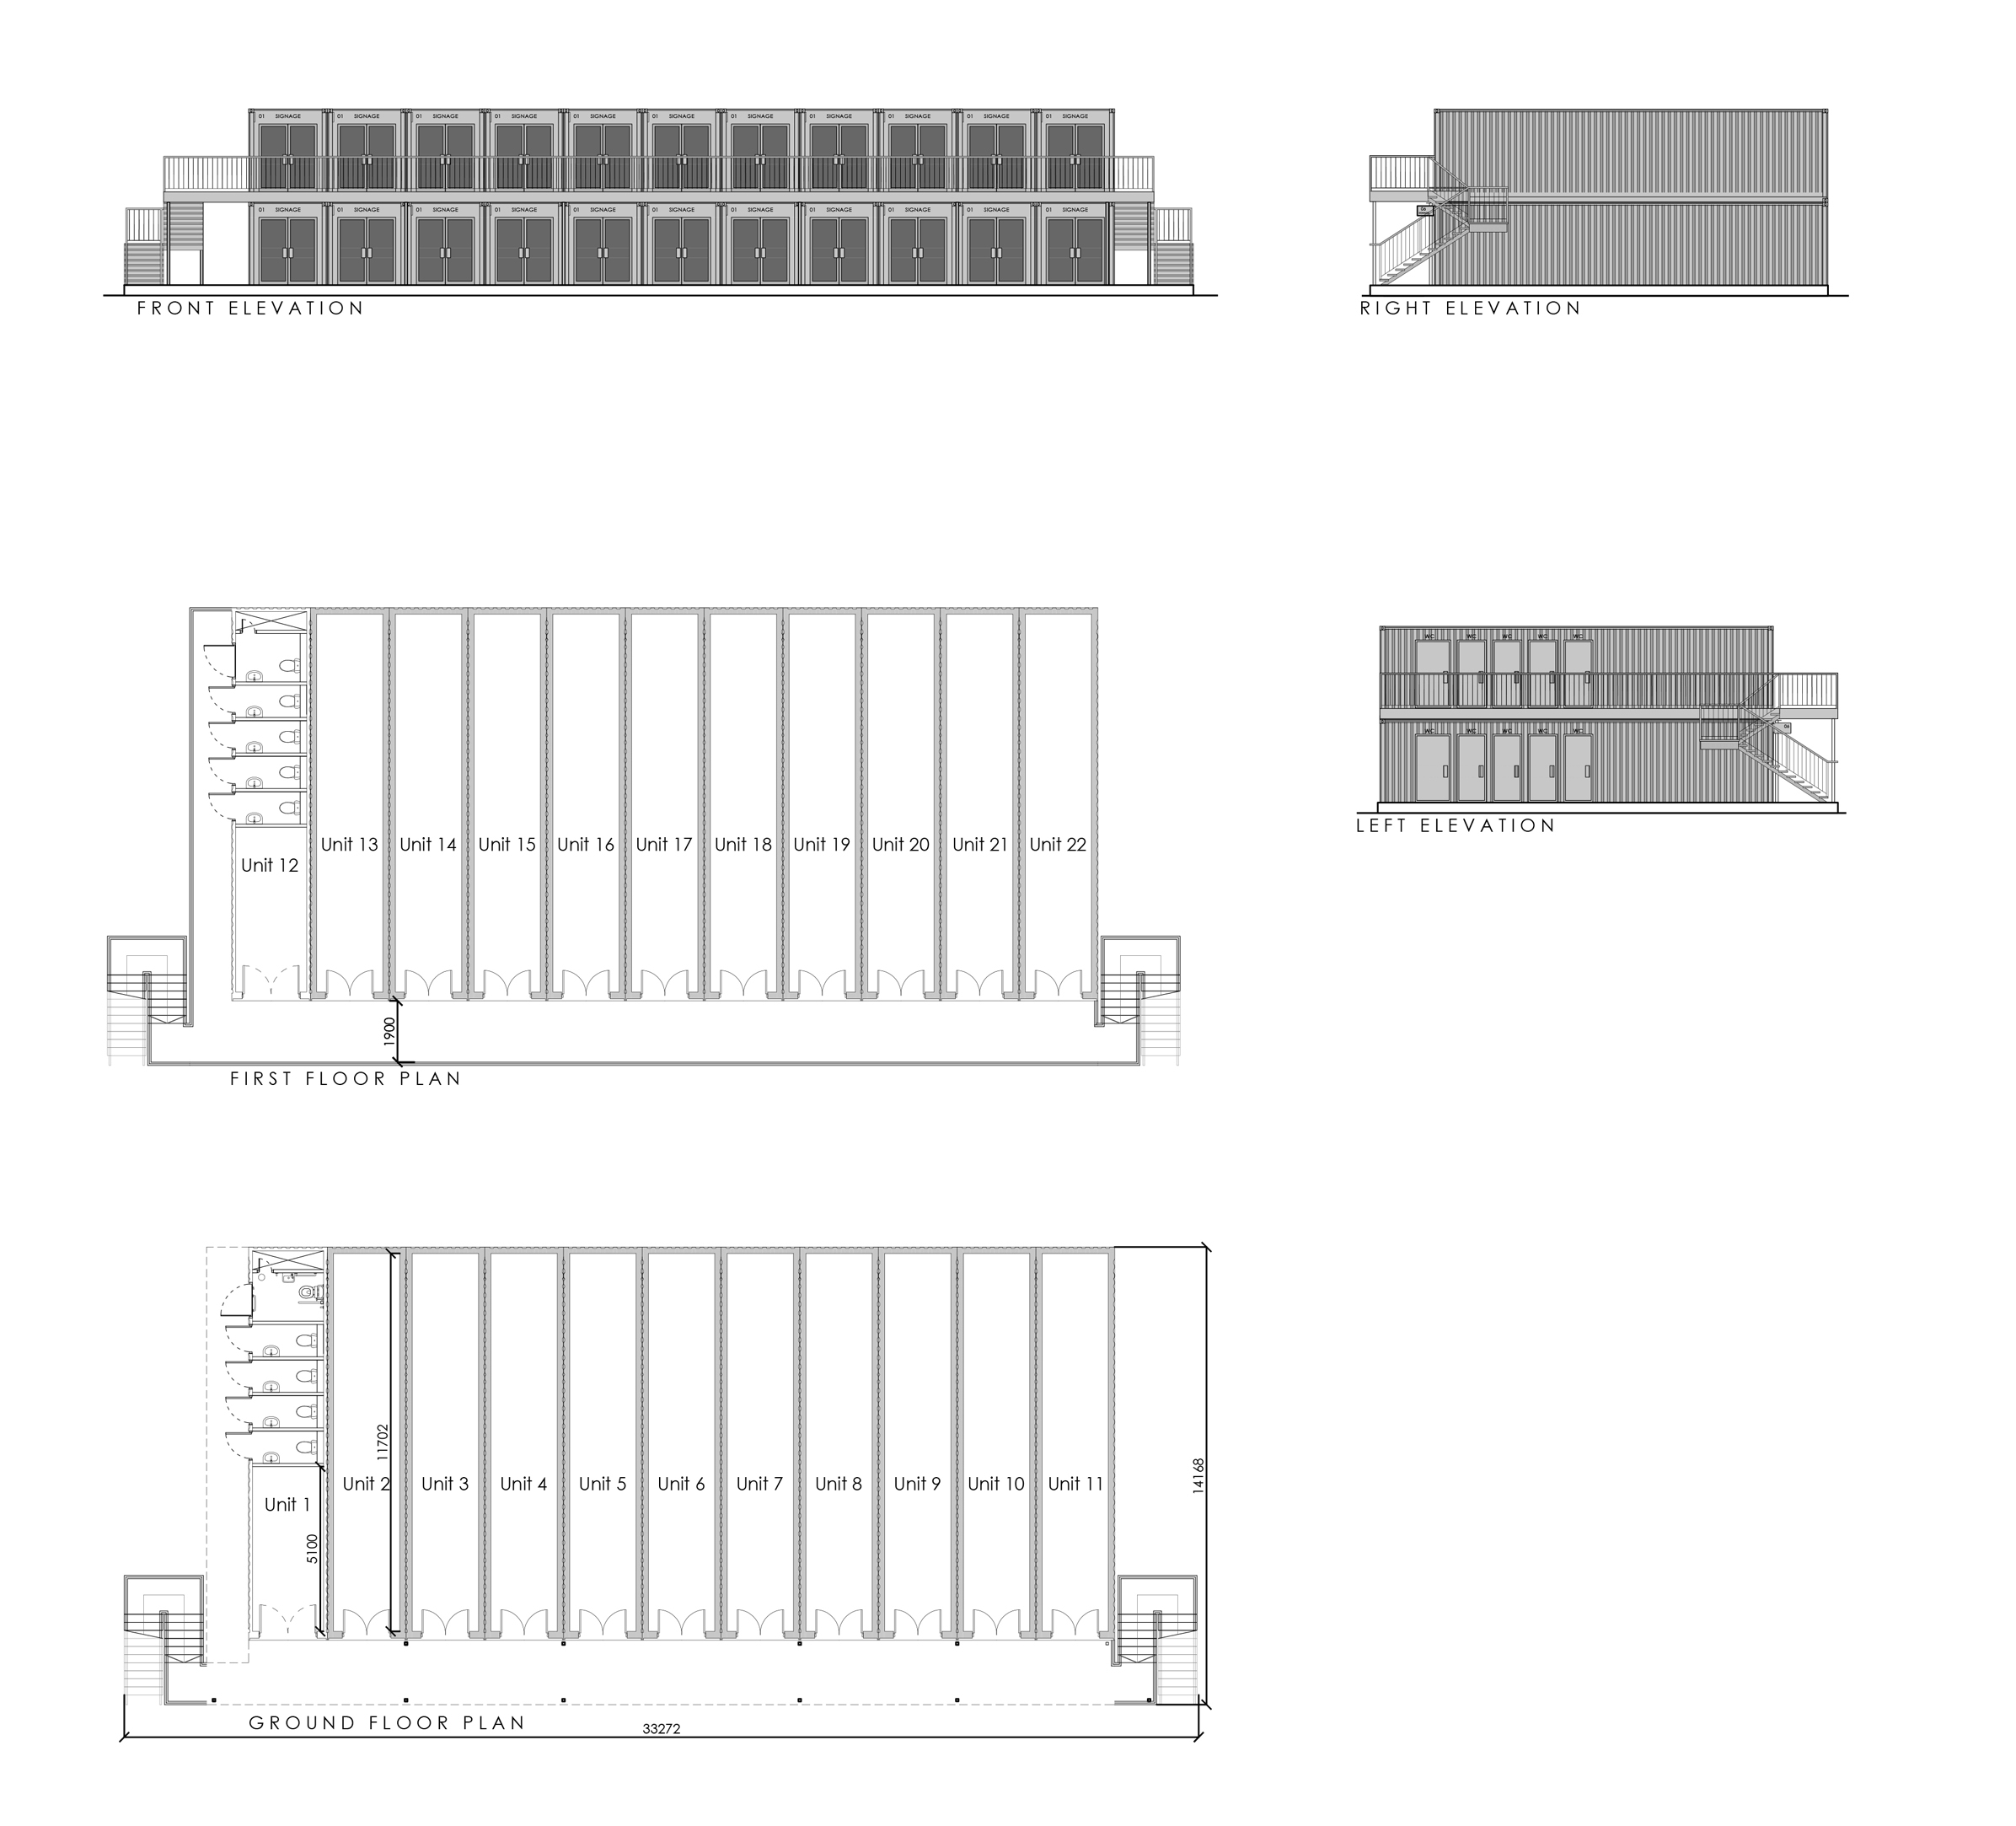 01 SIGNAGE 01 SIGNAGE 01 SIGNAGE 01 SIGNAGE 01 SIGNAGE 01 SIGNAGE 01 SIGNAGE 01 SIGNAGE 01 SIGNAGE 01 SIGNAGE 01 SIGNAGE
01 SIGNAGE 01 SIGNAGE 01 SIGNAGE 01 SIGNAGE 01 SIGNAGE 01 SIGNAGE 01 SIGNAGE 01 SIGNAGE 01 SIGNAGE 01 SIGNAGE 01 SIGNAGE
FRONT ELEVATION
RIGHT ELEVATION
WC WC WC WC WC
WC WC WC WC WC
LEFT ELEVATION
Unit 12
Unit 13
Unit 14
Unit 15
Unit 16
Unit 17
Unit 18
Unit 19
Unit 20
Unit 21
Unit 22
1900
FIRST FLOOR PLAN
Unit 1
Unit 2
Unit 3
Unit 4
Unit 5
Unit 6
Unit 7
Unit 8
Unit 9
Unit 10
Unit 11
11702
5100
14168
GROUND FLOOR PLAN
33272